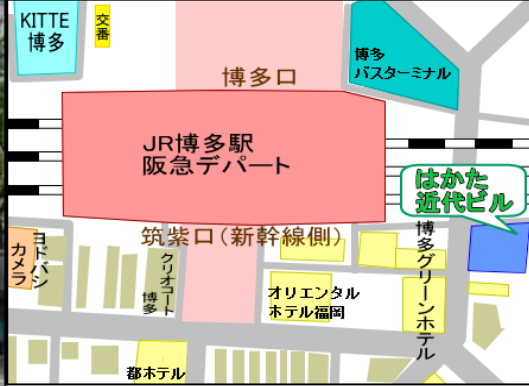 KITTE
博多
交番
博多口
博多
バスターミナル
JR博多駅
阪急デパート
はかた
近代ビル
筑紫口(新幹線側)
ヨドバシ
カメラ
クリオコート
博多
オリエンタル
ホテル福岡
博多グリーンホテル
都ホテル